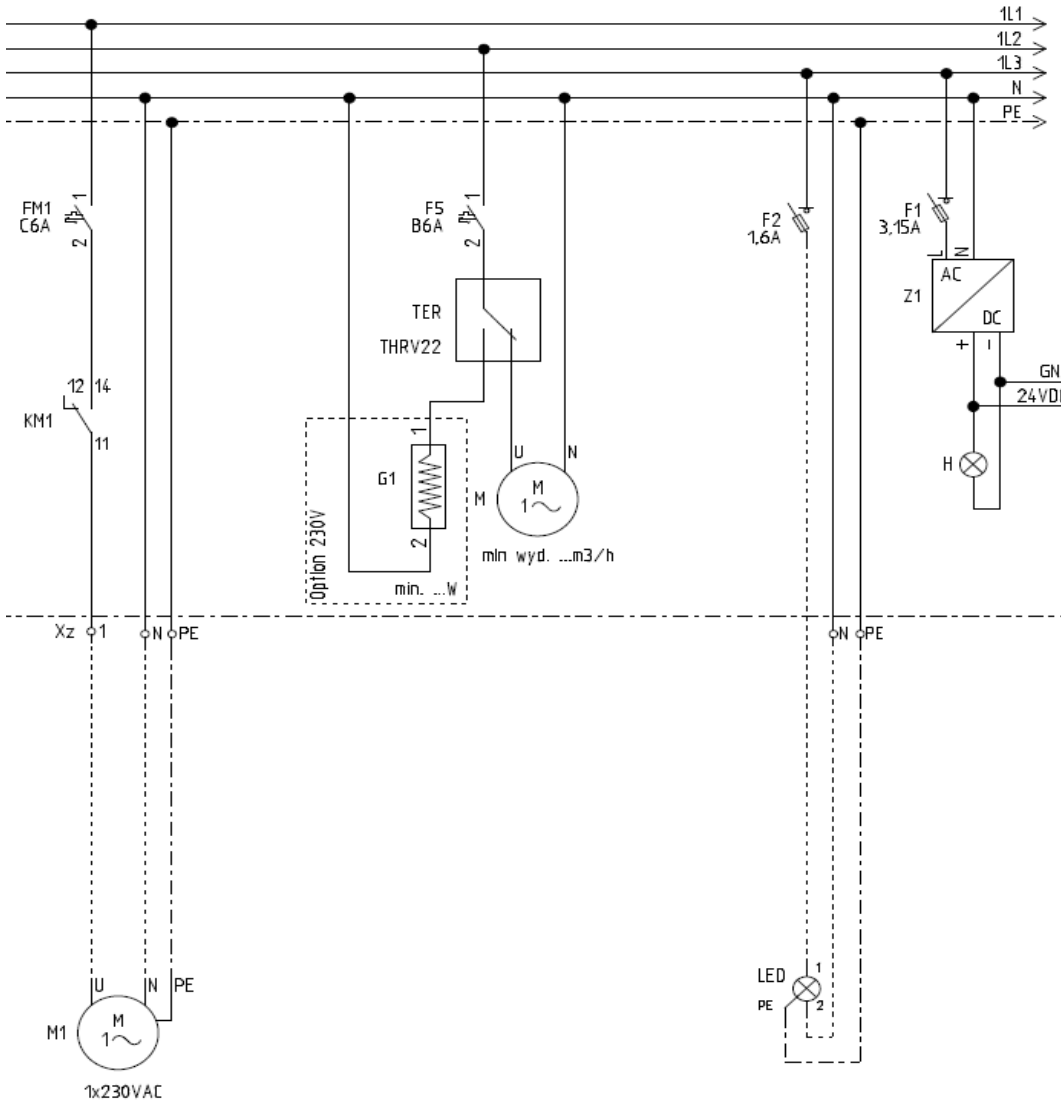 1L1
1L2
1L3
N
PE
FM1
C6A
1
2
F5
B6A
1
2
F2
1,6A
F1
3,15A
L
N
AC
DC
Z1
+
-
TER
THRV22
GN
24VD
12 14
KM1
11
H
Option 230V
G1
1
2
min. ...W
U
N
M
M
1~
min wyd. ...m3/h
Xz 1 N PE
N PE
U N PE
M1
M
1~
1x230VAC
LED
1
2
PE